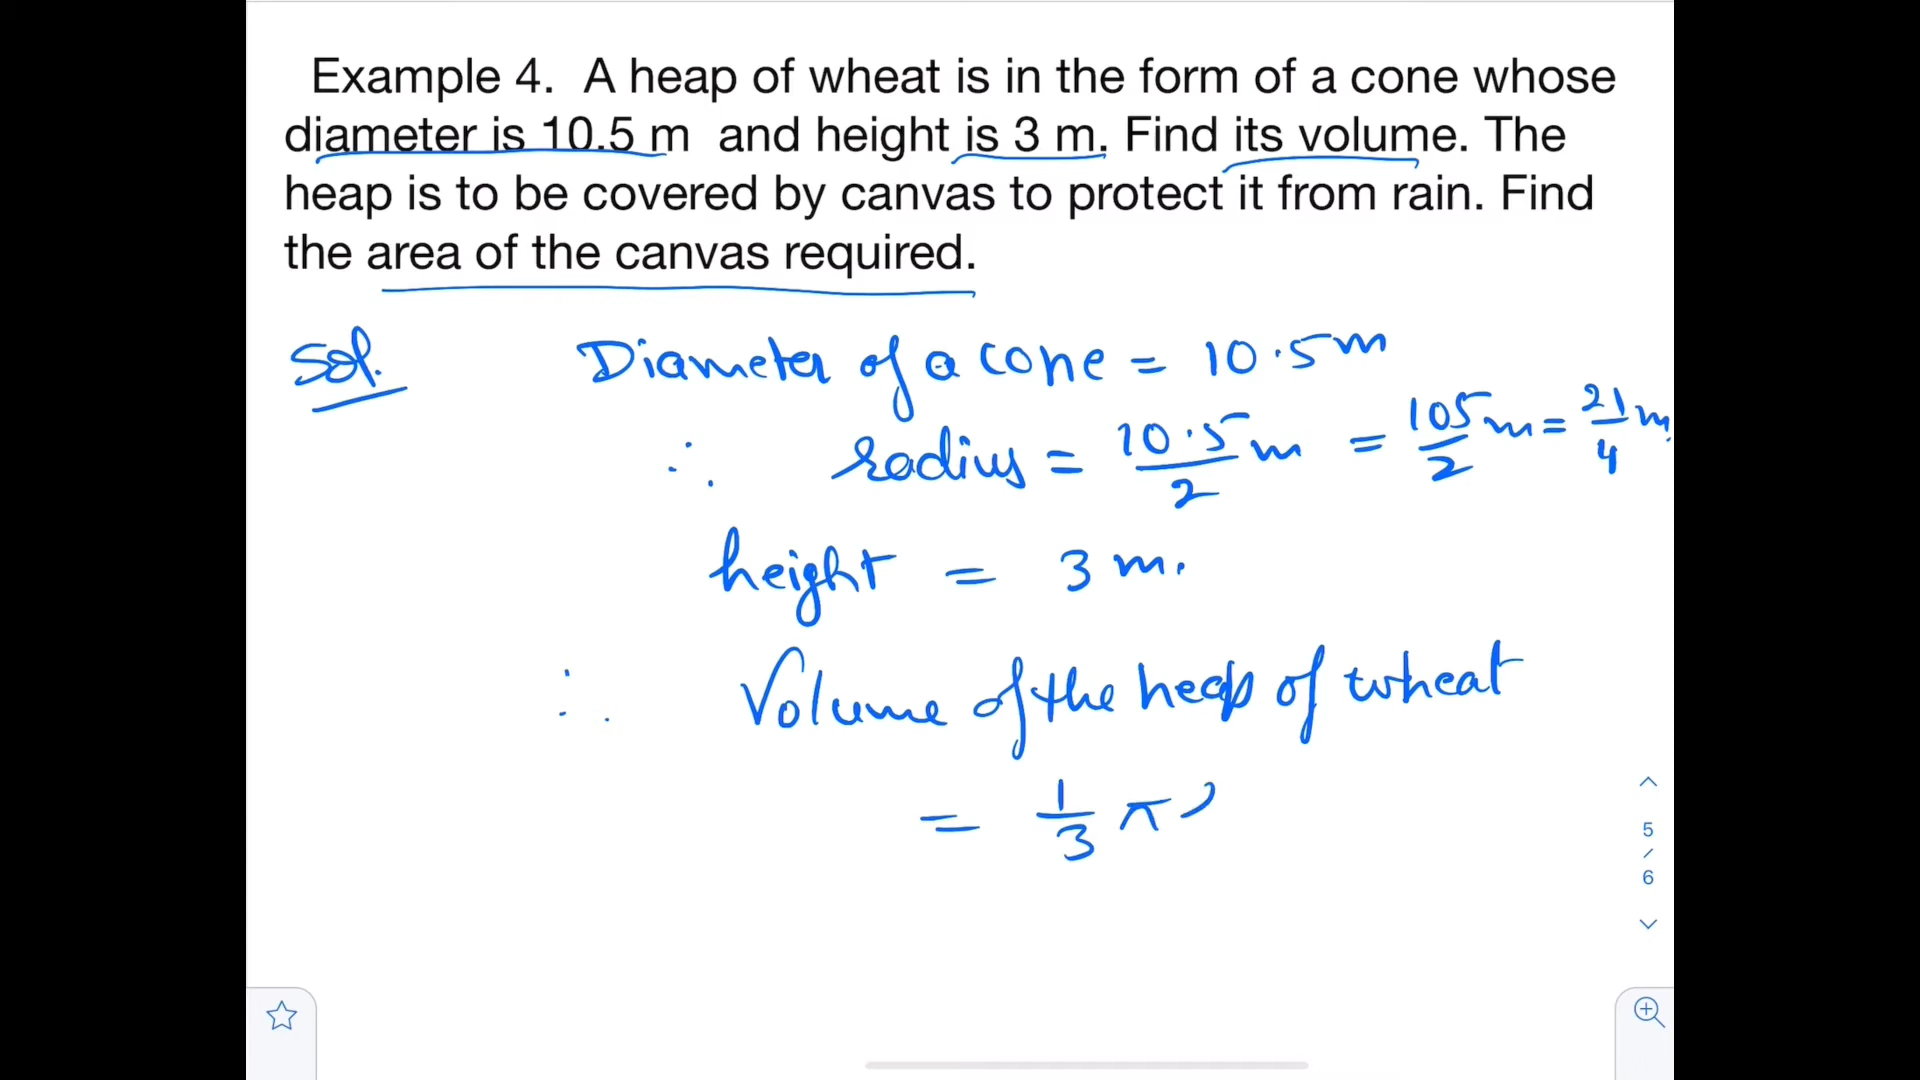 Example 4. A heap of wheat is in the form of a cone whose
diameter is 10.5 m and height is 3 m. Find its volume. The
heap is to be covered by canvas to protect it from rain. Find
the area of the canvas required.
Sol. Diameter of a cone = 10.5 m
∴ radius = 10.5/2 m = 105/2 m = 21/4 m.
height = 3 m.
∴ Volume of the heap of wheat
= 1/3 π
5
/
6